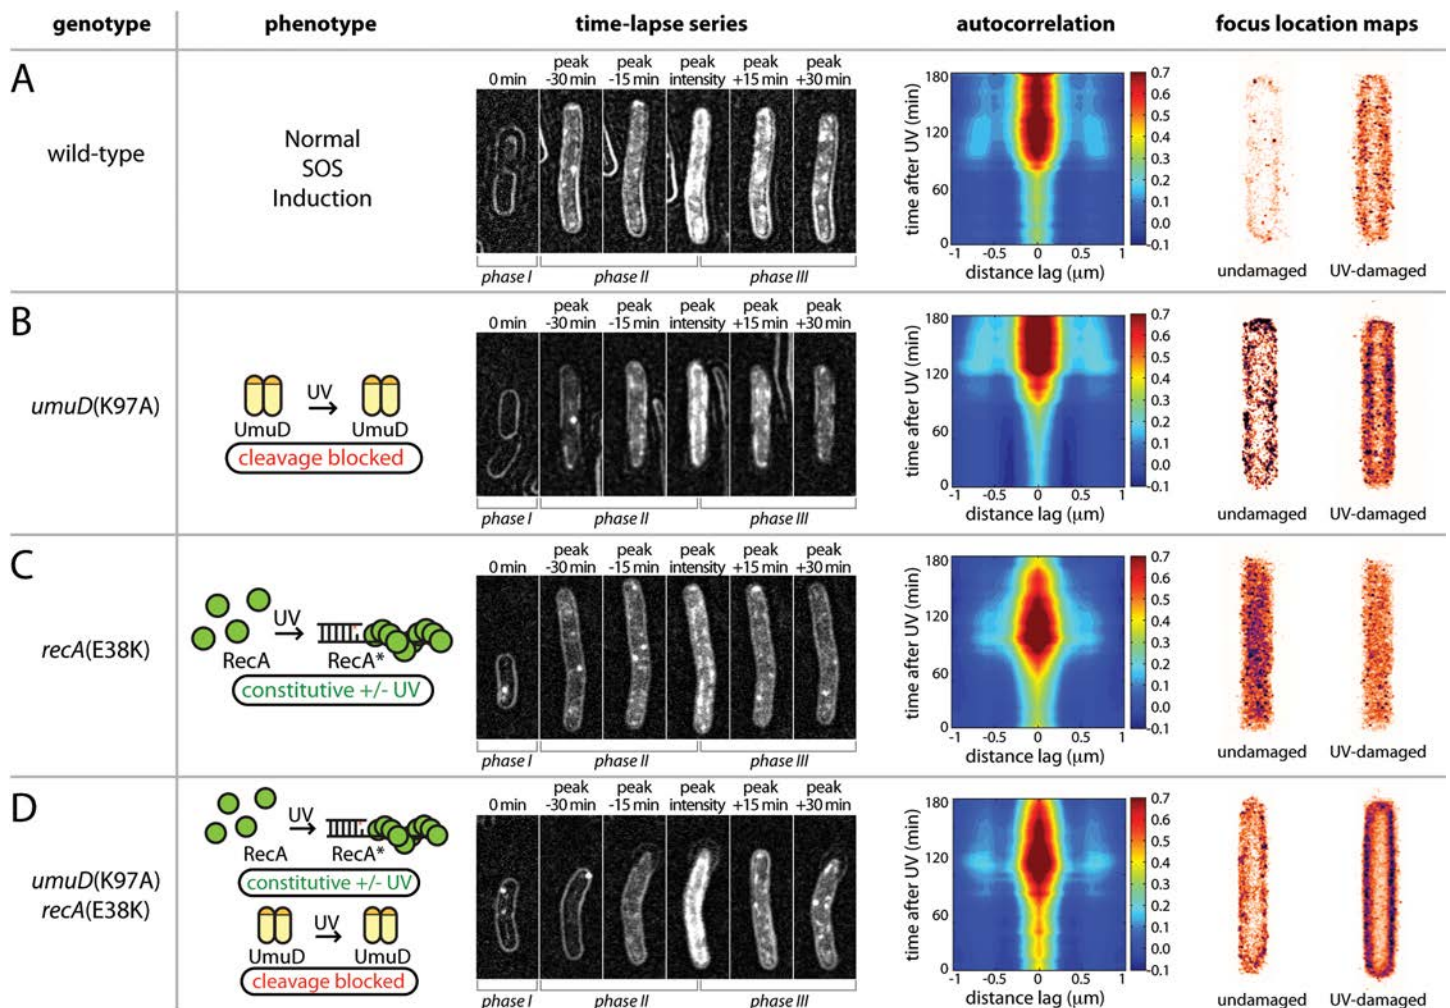 genotype phenotype time-lapse series autocorrelation focus location maps
A
wild-type
Normal
SOS
Induction
peak peak peak peak peak
0 min -30 min -15 min intensity +15 min +30 min
phase I phase II phase III
time after UV (min)
180
120
60
0
-1 -0.5 0 0.5 1
distance lag (μm)
0.7
0.6
0.5
0.4
0.3
0.2
0.1
0.0
-0.1
undamaged UV-damaged
B
umuD(K97A)
UV
UmuD UmuD
cleavage blocked
peak peak peak peak peak
0 min -30 min -15 min intensity +15 min +30 min
phase I phase II phase III
time after UV (min)
180
120
60
0
-1 -0.5 0 0.5 1
distance lag (μm)
0.7
0.6
0.5
0.4
0.3
0.2
0.1
0.0
-0.1
undamaged UV-damaged
C
recA(E38K)
UV
RecA RecA*
constitutive +/- UV
peak peak peak peak peak
0 min -30 min -15 min intensity +15 min +30 min
phase I phase II phase III
time after UV (min)
180
120
60
0
-1 -0.5 0 0.5 1
distance lag (μm)
0.7
0.6
0.5
0.4
0.3
0.2
0.1
0.0
-0.1
undamaged UV-damaged
D
umuD(K97A)
recA(E38K)
UV
RecA RecA*
constitutive +/- UV
UV
UmuD UmuD
cleavage blocked
peak peak peak peak peak
0 min -30 min -15 min intensity +15 min +30 min
phase I phase II phase III
time after UV (min)
180
120
60
0
-1 -0.5 0 0.5 1
distance lag (μm)
0.7
0.6
0.5
0.4
0.3
0.2
0.1
0.0
-0.1
undamaged UV-damaged